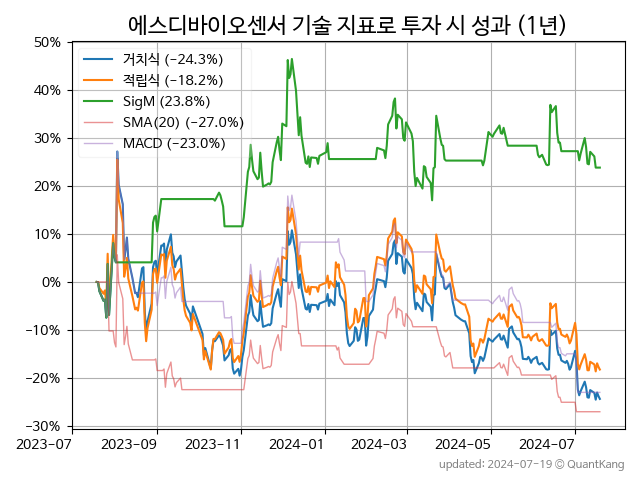 에스디바이오센서 기술 지표로 투자 시 성과 (1년)
50%
40%
30%
20%
10%
0%
−10%
−20%
−30%
거치식 (−24.3%)
적립식 (−18.2%)
SigM (23.8%)
SMA(20) (−27.0%)
MACD (−23.0%)
2023-07 2023-09 2023-11 2024-01 2024-03 2024-05 2024-07
updated: 2024-07-19 © QuantKang